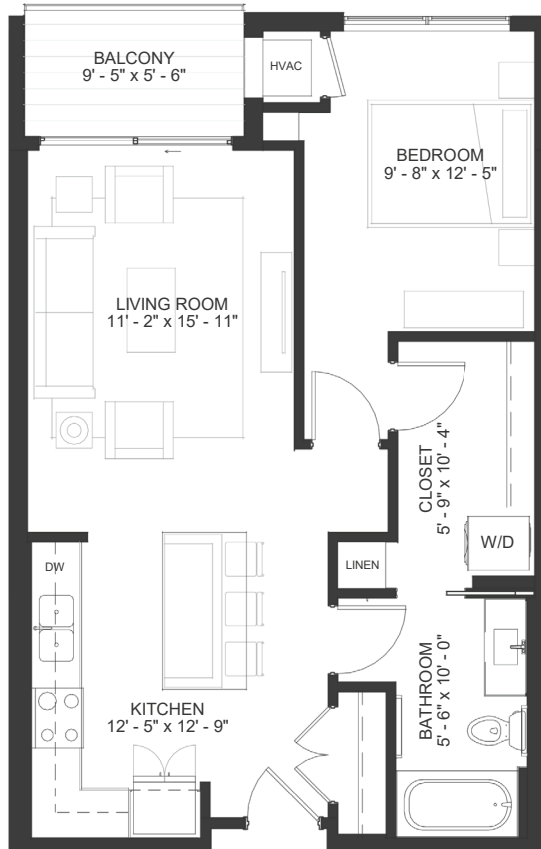 BALCONY
9' - 5" x 5' - 6"
HVAC
BEDROOM
9' - 8" x 12' - 5"
LIVING ROOM
11' - 2" x 15' - 11"
CLOSET
5' - 9" x 10' - 4"
W/D
DW
LINEN
BATHROOM
5' - 6" x 10' - 0"
KITCHEN
12' - 5" x 12' - 9"